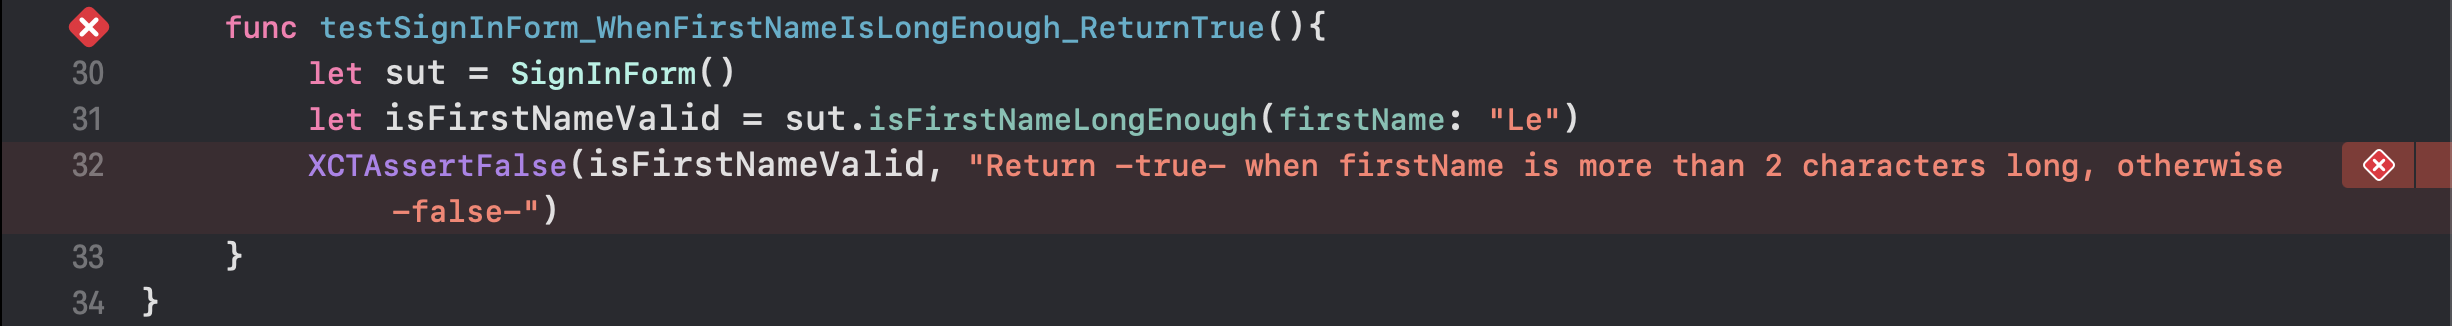 func testSignInForm_WhenFirstNameIsLongEnough_ReturnTrue(){
30 let sut = SignInForm()
31 let isFirstNameValid = sut.isFirstNameLongEnough(firstName: "Le")
32 XCTAssertFalse(isFirstNameValid, "Return -true- when firstName is more than 2 characters long, otherwise
-false-")
33 }
34 }